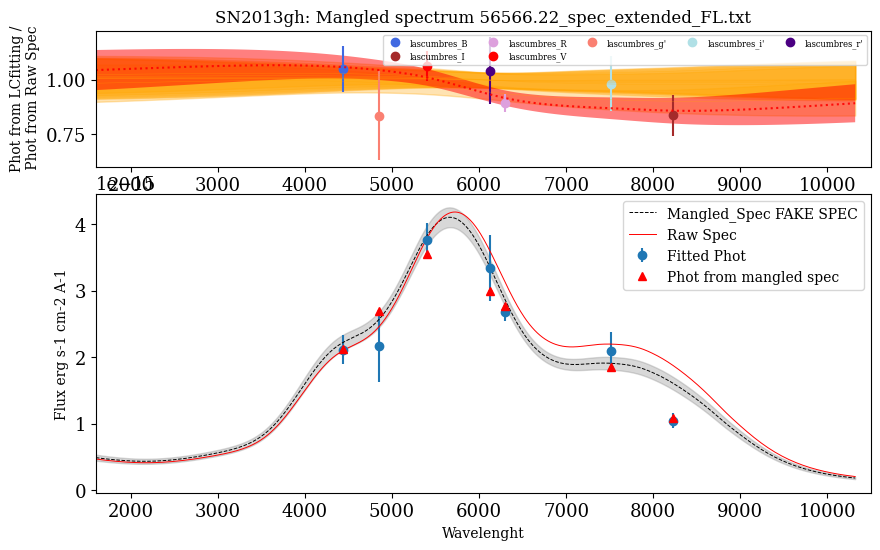 SN2013gh: Mangled spectrum 56566.22_spec_extended_FL.txt
Phot from LCfitting /
Phot from Raw Spec
1.00
0.75
lascumbres_B lascumbres_R lascumbres_g' lascumbres_i' lascumbres_r'
lascumbres_I lascumbres_V
2000 3000 4000 5000 6000 7000 8000 9000 10000
Flux erg s-1 cm-2 A-1
4
3
2
1
0
Mangled_Spec FAKE SPEC
Raw Spec
Fitted Phot
Phot from mangled spec
2000 3000 4000 5000 6000 7000 8000 9000 10000
Wavelenght